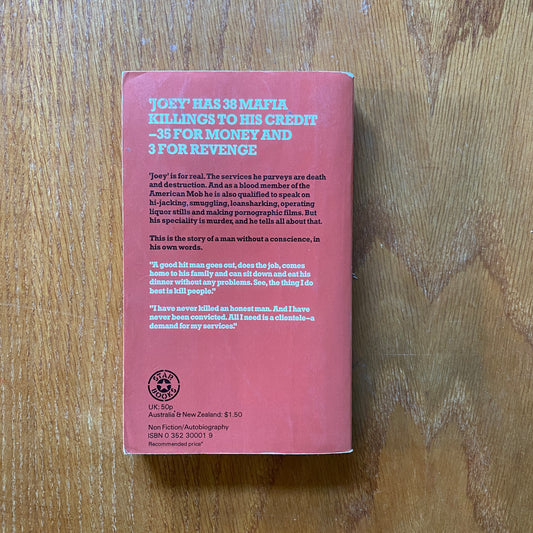 'JOEY' HAS 38 MAFIA
KILLINGS TO HIS CREDIT
–35 FOR MONEY AND
3 FOR REVENGE
'Joey' is for real. The services he purveys are death
and destruction. And as a blood member of the
American Mob he is also qualified to speak on
hi-jacking, smuggling, loansharking, operating
liquor stills and making pornographic films. But
his speciality is murder, and he tells all about that.
This is the story of a man without a conscience, in
his own words.
"A good hit man goes out, does the job, comes
home to his family and can sit down and eat his
dinner without any problems. See, the thing I do
best is kill people."
"I have never killed an honest man. And I have
never been convicted. All I need is a clientele–a
demand for my services."
STAR
BOOKS
UK: 50p
Australia & New Zealand: $1.50
Non Fiction/Autobiography
ISBN 0 352 30001 9
Recommended price*